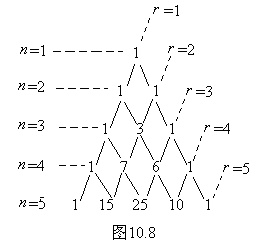 r=1
n=1 1 r=2
n=2 1 1 r=3
n=3 1 3 1 r=4
n=4 1 7 6 1 r=5
n=5 1 15 25 10 1
图10.8